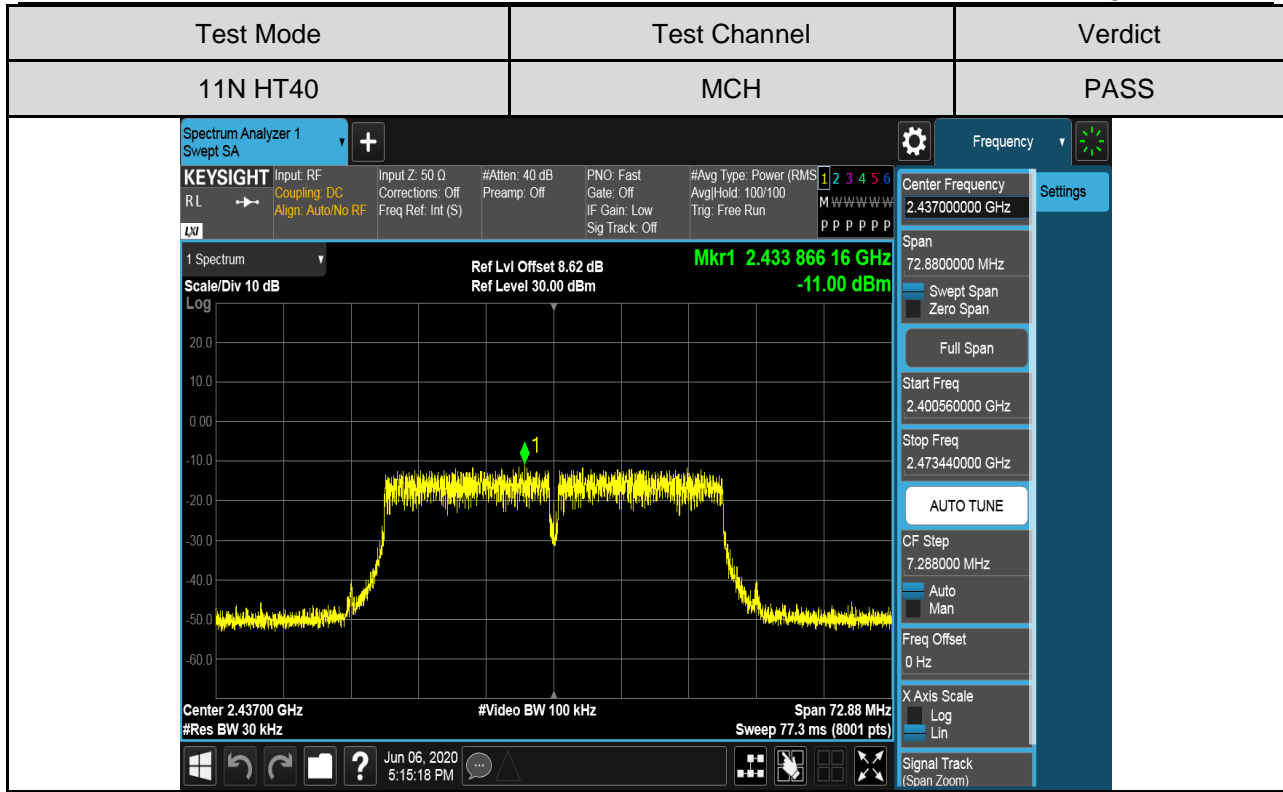 Test Mode Test Channel Verdict
11N HT40 MCH PASS
Spectrum Analyzer 1
Swept SA
+
Frequency
KEYSIGHT
R L
LXI
Input: RF
Coupling: DC
Align: Auto/No RF
Input Z: 50 Ω
Corrections: Off
Freq Ref: Int (S)
#Atten: 40 dB
Preamp: Off
PNO: Fast
Gate: Off
IF Gain: Low
Sig Track: Off
#Avg Type: Power (RMS
Avg|Hold: 100/100
Trig: Free Run
1 2 3 4 5 6
M W W W W W
P P P P P P
1 Spectrum
Scale/Div 10 dB
Log
Ref Lvl Offset 8.62 dB
Ref Level 30.00 dBm
Mkr1 2.433 866 16 GHz
-11.00 dBm
20.0
10.0
0.00
-10.0
-20.0
-30.0
-40.0
-50.0
-60.0
1
Center 2.43700 GHz
#Res BW 30 kHz
#Video BW 100 kHz
Span 72.88 MHz
Sweep 77.3 ms (8001 pts)
?
Jun 06, 2020
5:15:18 PM
Center Frequency
2.437000000 GHz
Settings
Span
72.8800000 MHz
Swept Span
Zero Span
Full Span
Start Freq
2.400560000 GHz
Stop Freq
2.473440000 GHz
AUTO TUNE
CF Step
7.288000 MHz
Auto
Man
Freq Offset
0 Hz
X Axis Scale
Log
Lin
Signal Track
(Span Zoom)